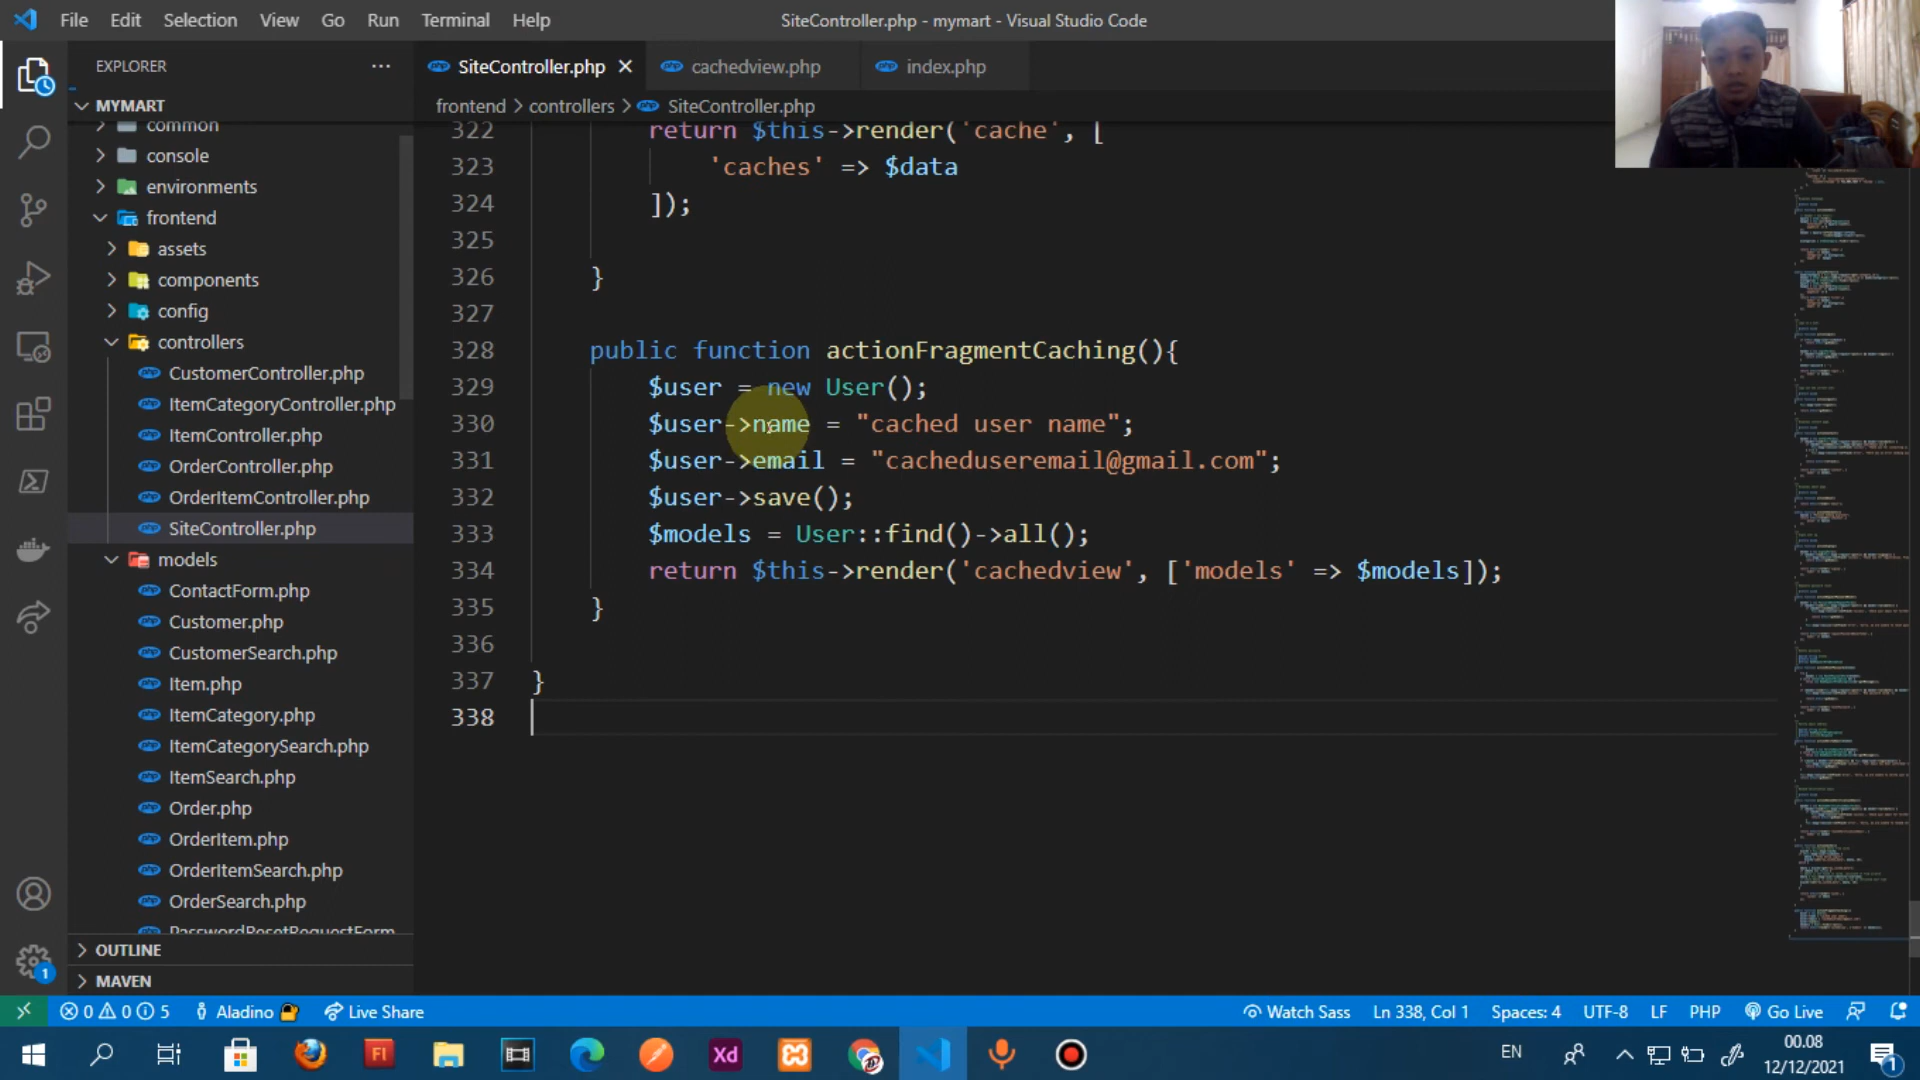 File Edit Selection View Go Run Terminal Help
SiteController.php - mymart - Visual Studio Code
EXPLORER
SiteController.php
cachedview.php
index.php
MYMART
frontend > controllers > SiteController.php
common
console
environments
frontend
assets
components
config
controllers
CustomerController.php
ItemCategoryController.php
ItemController.php
OrderController.php
OrderItemController.php
SiteController.php
models
ContactForm.php
Customer.php
CustomerSearch.php
Item.php
ItemCategory.php
ItemCategorySearch.php
ItemSearch.php
Order.php
OrderItem.php
OrderItemSearch.php
OrderSearch.php
PasswordResetRequestForm
OUTLINE
MAVEN
322 return $this->render('cache', [
323 'caches' => $data
324 ]);
325
326 }
327
328 public function actionFragmentCaching(){
329 $user = new User();
330 $user->name = "cached user name";
331 $user->email = "cacheduseremail@gmail.com";
332 $user->save();
333 $models = User::find()->all();
334 return $this->render('cachedview', ['models' => $models]);
335 }
336
337 }
338
0 0 5 Aladino Live Share
Watch Sass Ln 338, Col 1 Spaces: 4 UTF-8 LF PHP Go Live
EN
00.08
12/12/2021